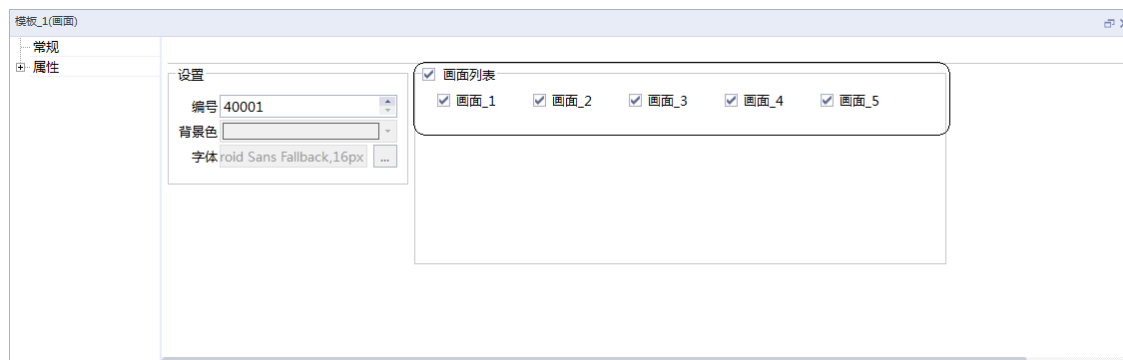 模板_1(画面)
常规
属性
设置
编号 40001
背景色
字体 roid Sans Fallback,16px ...
画面列表
画面_1 画面_2 画面_3 画面_4 画面_5